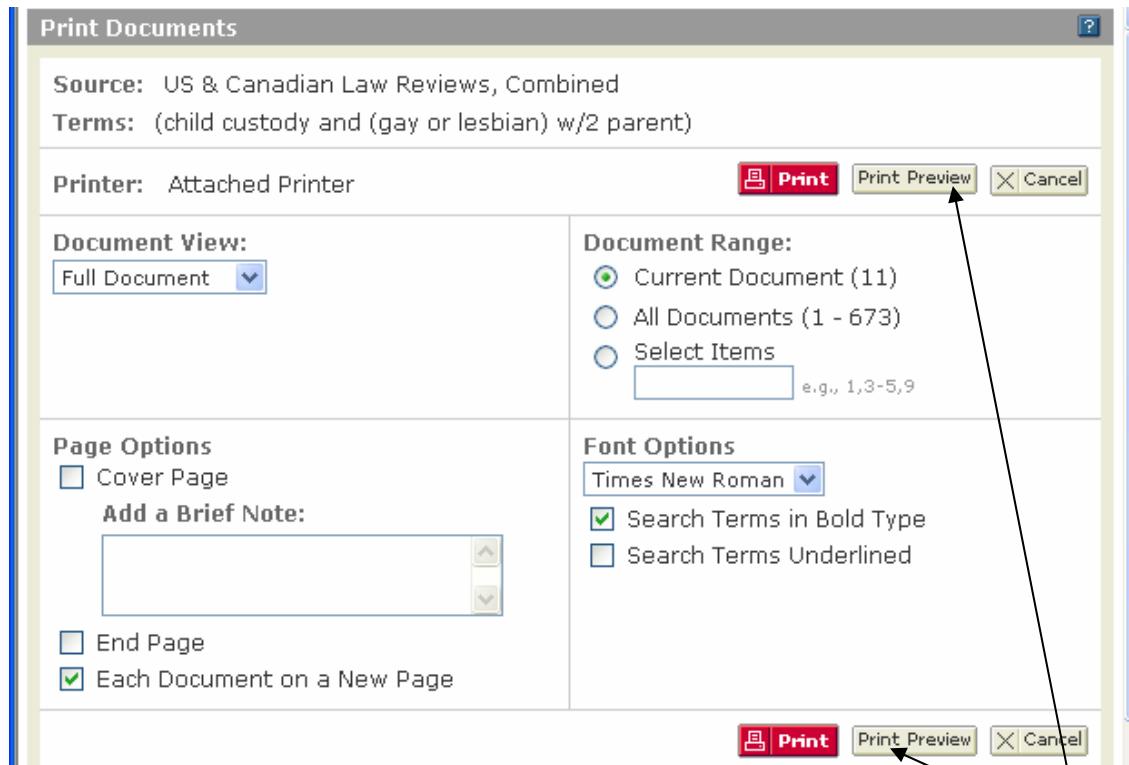 Print Documents ?
Source: US & Canadian Law Reviews, Combined
Terms: (child custody and (gay or lesbian) w/2 parent)
Printer: Attached Printer
Print Print Preview Cancel
Document View:
Full Document
Document Range:
Current Document (11)
All Documents (1 - 673)
Select Items
e.g., 1,3-5,9
Page Options
Cover Page
Add a Brief Note:
End Page
Each Document on a New Page
Font Options
Times New Roman
Search Terms in Bold Type
Search Terms Underlined
Print Print Preview Cancel